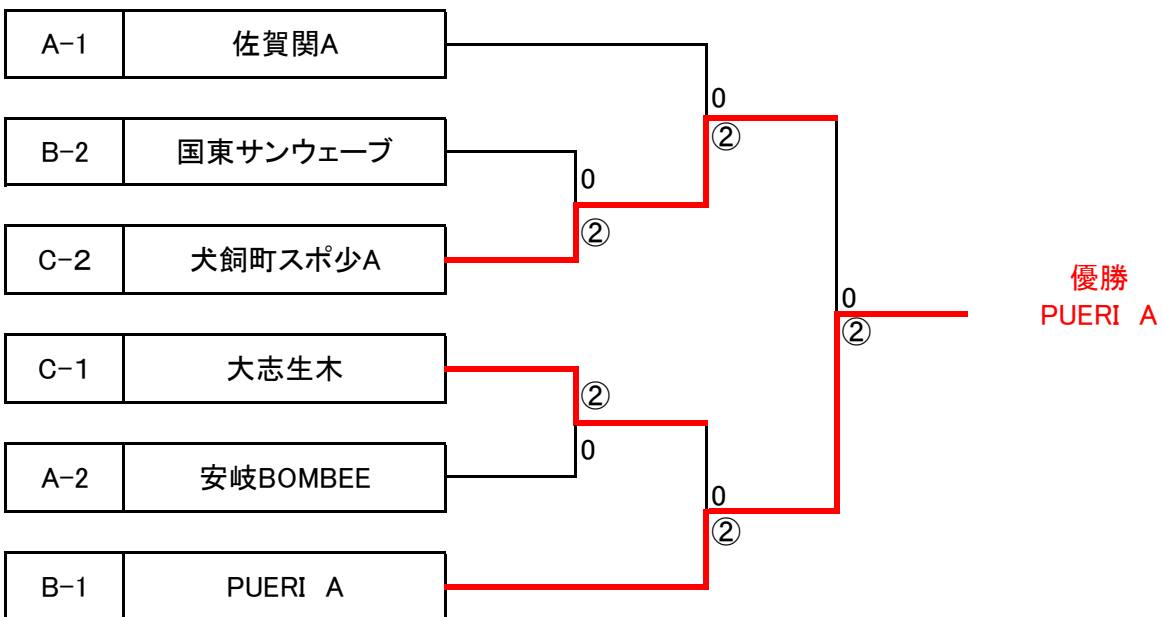 A-1 佐賀関A
0
②
B-2 国東サンウェーブ
0
②
C-2 犬飼町スポ少A
優勝
PUERI A
0
②
C-1 大志生木
②
0
A-2 安岐BOMBEE
0
②
B-1 PUERI A